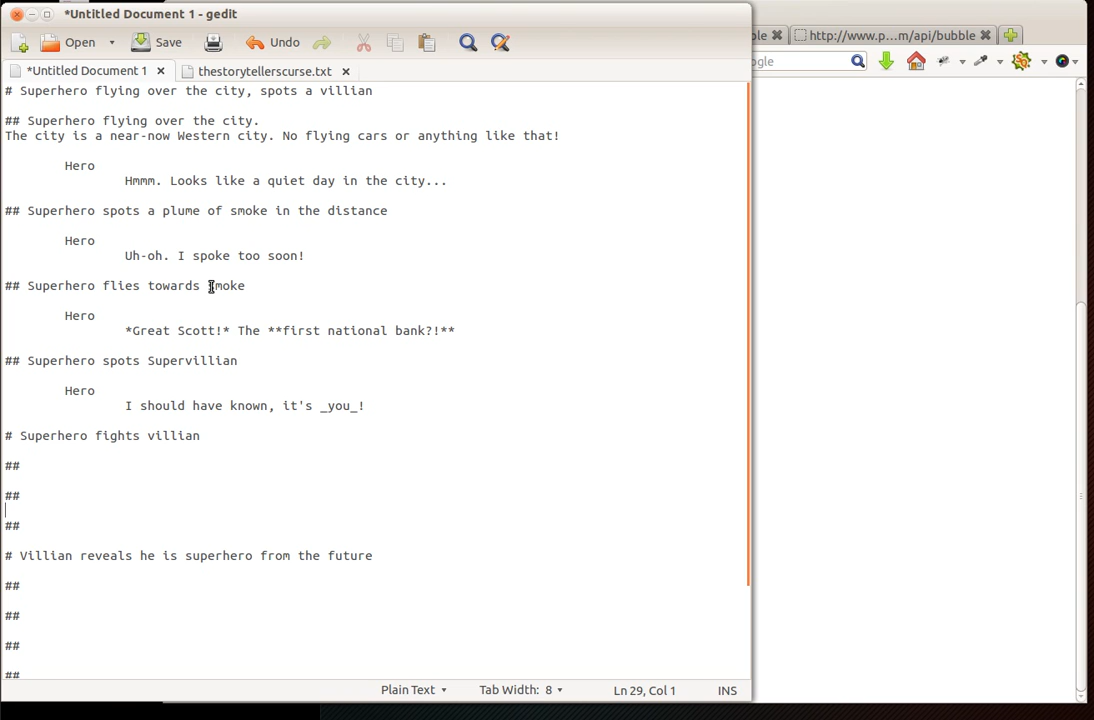 *Untitled Document 1 - gedit
Open
Save
Undo
*Untitled Document 1
thestorytellerscurse.txt
# Superhero flying over the city, spots a villian
## Superhero flying over the city.
The city is a near-now Western city. No flying cars or anything like that!
Hero
Hmmm. Looks like a quiet day in the city...
## Superhero spots a plume of smoke in the distance
Hero
Uh-oh. I spoke too soon!
## Superhero flies towards smoke
Hero
*Great Scott!* The **first national bank?!**
## Superhero spots Supervillian
Hero
I should have known, it's _you_!
# Superhero fights villian
##
##
##
# Villian reveals he is superhero from the future
##
##
##
##
Plain Text
Tab Width: 8
Ln 29, Col 1
INS
ble
http://www.p...m/api/bubble
ogle